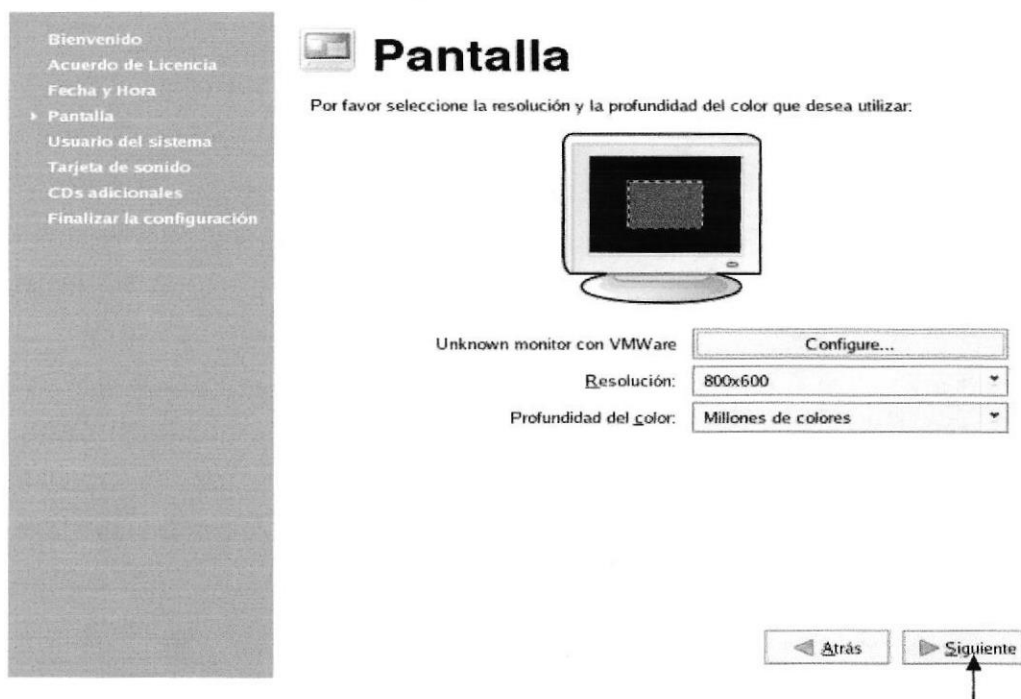 Bienvenido
Acuerdo de Licencia
Fecha y Hora
Pantalla
Usuario del sistema
Tarjeta de sonido
CDs adicionales
Finalizar la configuración
Pantalla
Por favor seleccione la resolución y la profundidad del color que desea utilizar:
Unknown monitor con VMWare Configure...
Resolución: 800x600
Profundidad del color: Millones de colores
Atrás Siguiente